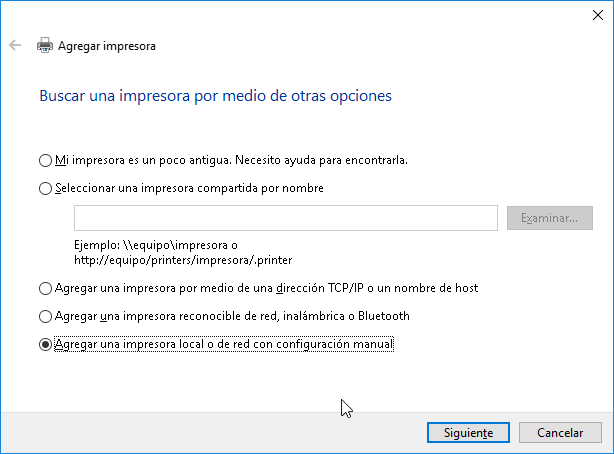 Agregar impresora
Buscar una impresora por medio de otras opciones
Mi impresora es un poco antigua. Necesito ayuda para encontrarla.
Seleccionar una impresora compartida por nombre
Examinar...
Ejemplo: \\equipo\impresora o
http://equipo/printers/impresora/.printer
Agregar una impresora por medio de una dirección TCP/IP o un nombre de host
Agregar una impresora reconocible de red, inalámbrica o Bluetooth
Agregar una impresora local o de red con configuración manual
Siguiente
Cancelar